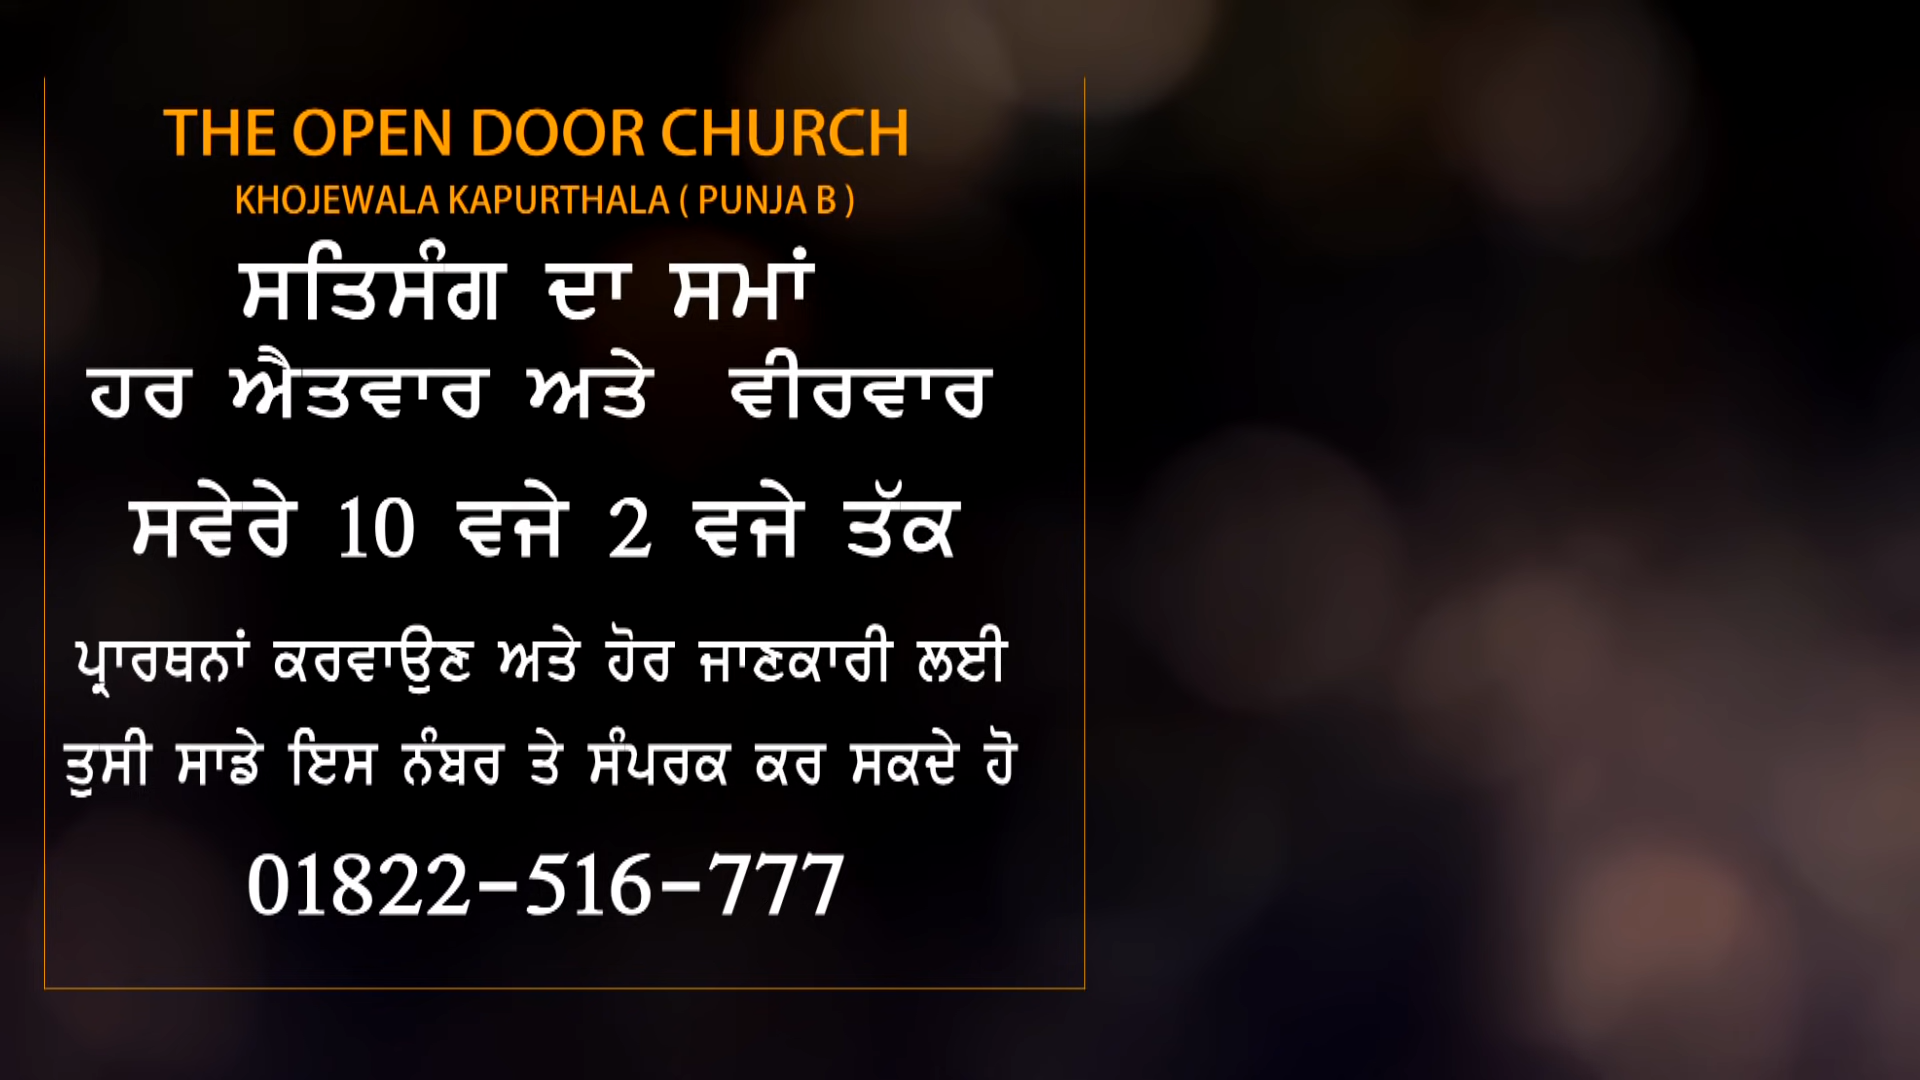 THE OPEN DOOR CHURCH
KHOJEWALA KAPURTHALA ( PUNJA B )
ਸਤਿਸੰਗ ਦਾ ਸਮਾਂ
ਹਰ ਐਤਵਾਰ ਅਤੇ ਵੀਰਵਾਰ
ਸਵੇਰੇ 10 ਵਜੇ 2 ਵਜੇ ਤੱਕ
ਪ੍ਰਾਰਥਨਾਂ ਕਰਵਾਉਣ ਅਤੇ ਹੋਰ ਜਾਣਕਾਰੀ ਲਈ
ਤੁਸੀ ਸਾਡੇ ਇਸ ਨੰਬਰ ਤੇ ਸੰਪਰਕ ਕਰ ਸਕਦੇ ਹੋ
01822-516-777